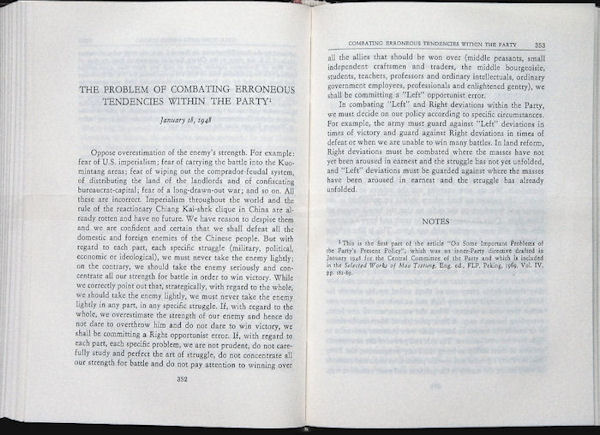 THE PROBLEM OF COMBATING ERRONEOUS
TENDENCIES WITHIN THE PARTY¹
January 18, 1948
Oppose overestimation of the enemy's strength. For example:
fear of U.S. imperialism; fear of carrying the battle into the Kuo-
mintang areas; fear of wiping out the comprador-feudal system,
of distributing the land of the landlords and of confiscating
bureaucrat-capital; fear of a long-drawn-out war; and so on. All
these are incorrect. Imperialism throughout the world and the
rule of the reactionary Chiang Kai-shek clique in China are al-
ready rotten and have no future. We have reason to despise them
and we are confident and certain that we shall defeat all the
domestic and foreign enemies of the Chinese people. But with
regard to each part, each specific struggle (military, political,
economic or ideological), we must never take the enemy lightly;
on the contrary, we should take the enemy seriously and con-
centrate all our strength for battle in order to win victory. While
we correctly point out that, strategically, with regard to the whole,
we should take the enemy lightly, we must never take the enemy
lightly in any part, in any specific struggle. If, with regard to the
whole, we overestimate the strength of our enemy and hence do
not dare to overthrow him and do not dare to win victory, we
shall be committing a Right opportunist error. If, with regard to
each part, each specific problem, we are not prudent, do not care-
fully study and perfect the art of struggle, do not concentrate all
our strength for battle and do not pay attention to winning over
352
COMBATING ERRONEOUS TENDENCIES WITHIN THE PARTY 353
all the allies that should be won over (middle peasants, small
independent craftsmen and traders, the middle bourgeoisie,
students, teachers, professors and ordinary intellectuals, ordinary
government employees, professionals and enlightened gentry), we
shall be committing a "Left" opportunist error.
In combating "Left" and Right deviations within the Party,
we must decide on our policy according to specific circumstances.
For example, the army must guard against "Left" deviations in
times of victory and guard against Right deviations in times of
defeat or when we are unable to win many battles. In land reform,
Right deviations must be combated where the masses have not
yet been aroused in earnest and the struggle has not yet unfolded,
and "Left" deviations must be guarded against where the masses
have been aroused in earnest and the struggle has already
unfolded.
NOTES
¹ This is the first part of the article "On Some Important Problems of
the Party's Present Policy", which was an inner-Party directive drafted in
January 1948 for the Central Committee of the Party and which is included
in the Selected Works of Mao Tsetung, Eng. ed., FLP, Peking, 1969, Vol. IV,
pp. 181-89.